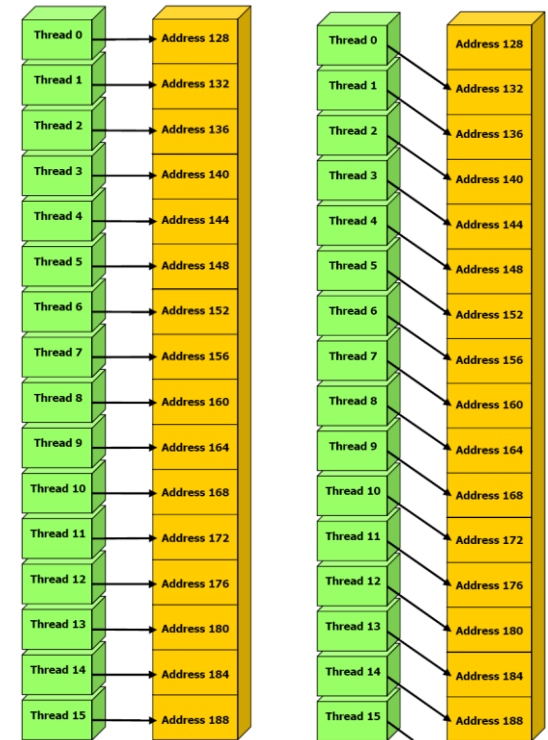 Thread 0 Address 128
Thread 1 Address 132
Thread 2 Address 136
Thread 3 Address 140
Thread 4 Address 144
Thread 5 Address 148
Thread 6 Address 152
Thread 7 Address 156
Thread 8 Address 160
Thread 9 Address 164
Thread 10 Address 168
Thread 11 Address 172
Thread 12 Address 176
Thread 13 Address 180
Thread 14 Address 184
Thread 15 Address 188
Thread 0 Address 128
Thread 1 Address 132
Thread 2 Address 136
Thread 3 Address 140
Thread 4 Address 144
Thread 5 Address 148
Thread 6 Address 152
Thread 7 Address 156
Thread 8 Address 160
Thread 9 Address 164
Thread 10 Address 168
Thread 11 Address 172
Thread 12 Address 176
Thread 13 Address 180
Thread 14 Address 184
Thread 15 Address 188